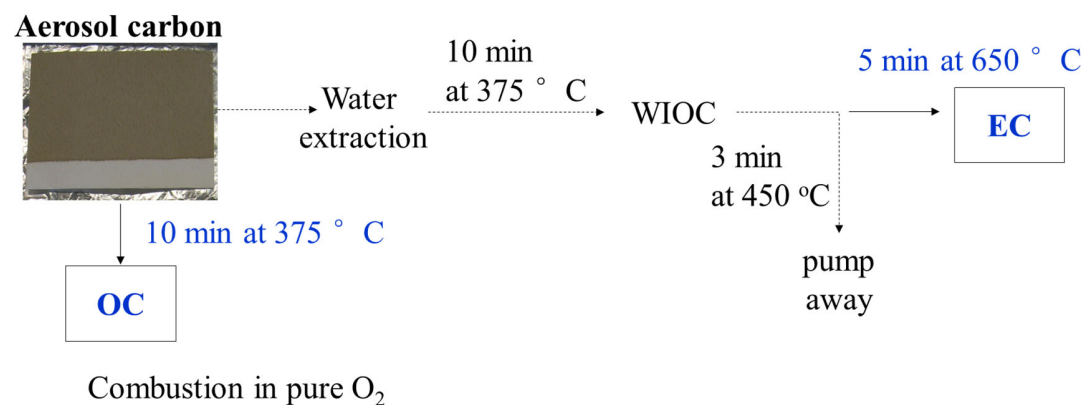 Aerosol carbon
Water
extraction
10 min
at 375 ° C
WIOC
3 min
at 450 ºC
pump
away
5 min at 650 ° C
EC
10 min at 375 ° C
OC
Combustion in pure O₂